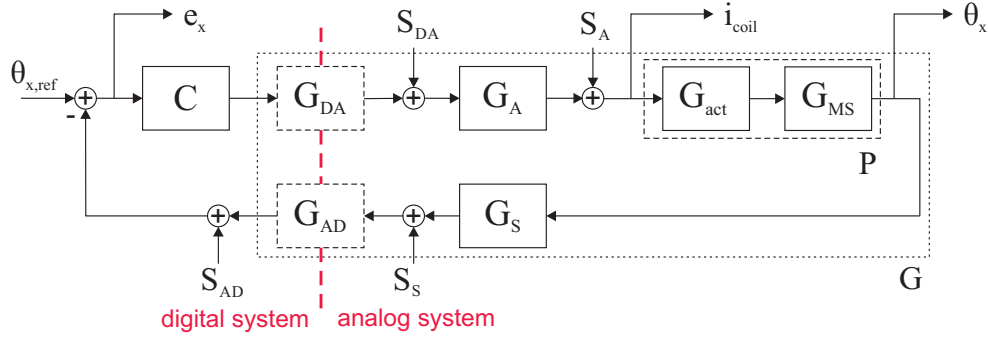 e_x
S_DA
S_A
i_coil
θ_x
θ_x,ref
+
C
G_DA
+
G_A
+
G_act
G_MS
-
P
+
G_AD
+
G_S
S_AD
S_S
G
digital system
analog system